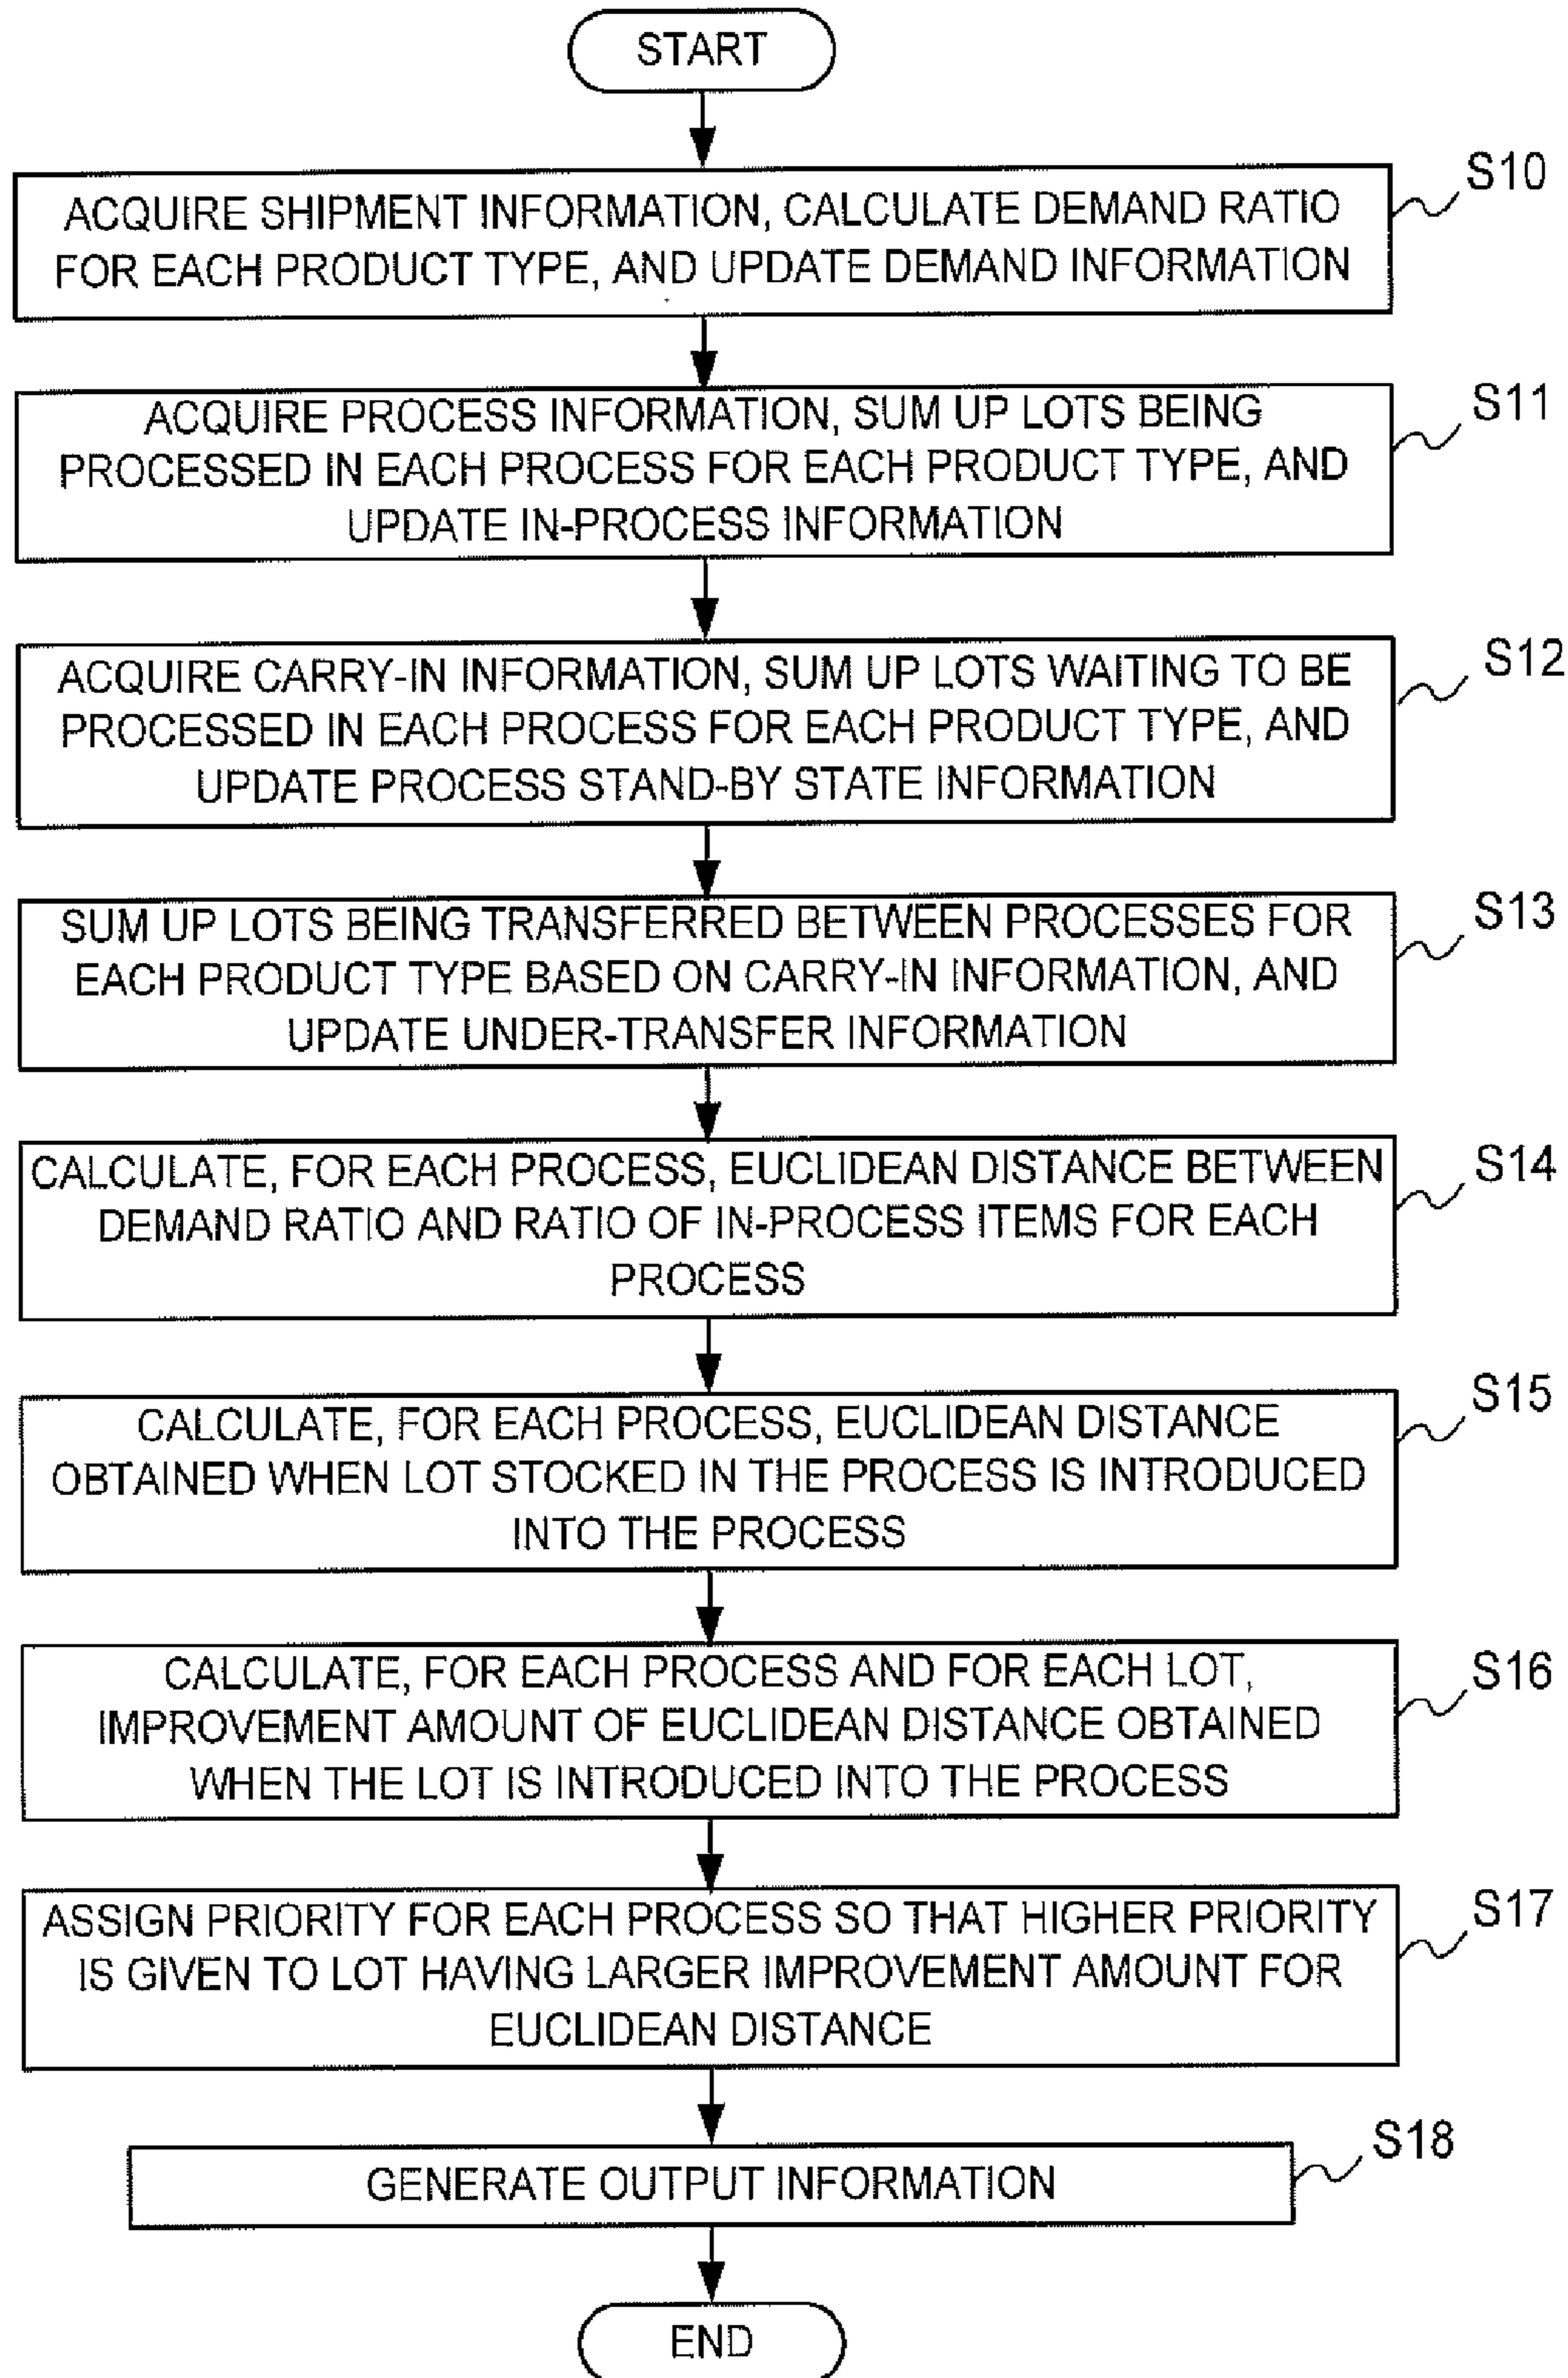 START
S10
ACQUIRE SHIPMENT INFORMATION, CALCULATE DEMAND RATIO
FOR EACH PRODUCT TYPE, AND UPDATE DEMAND INFORMATION
S11
ACQUIRE PROCESS INFORMATION, SUM UP LOTS BEING
PROCESSED IN EACH PROCESS FOR EACH PRODUCT TYPE, AND
UPDATE IN-PROCESS INFORMATION
S12
ACQUIRE CARRY-IN INFORMATION, SUM UP LOTS WAITING TO BE
PROCESSED IN EACH PROCESS FOR EACH PRODUCT TYPE, AND
UPDATE PROCESS STAND-BY STATE INFORMATION
S13
SUM UP LOTS BEING TRANSFERRED BETWEEN PROCESSES FOR
EACH PRODUCT TYPE BASED ON CARRY-IN INFORMATION, AND
UPDATE UNDER-TRANSFER INFORMATION
S14
CALCULATE, FOR EACH PROCESS, EUCLIDEAN DISTANCE BETWEEN
DEMAND RATIO AND RATIO OF IN-PROCESS ITEMS FOR EACH
PROCESS
S15
CALCULATE, FOR EACH PROCESS, EUCLIDEAN DISTANCE
OBTAINED WHEN LOT STOCKED IN THE PROCESS IS INTRODUCED
INTO THE PROCESS
S16
CALCULATE, FOR EACH PROCESS AND FOR EACH LOT,
IMPROVEMENT AMOUNT OF EUCLIDEAN DISTANCE OBTAINED
WHEN THE LOT IS INTRODUCED INTO THE PROCESS
S17
ASSIGN PRIORITY FOR EACH PROCESS SO THAT HIGHER PRIORITY
IS GIVEN TO LOT HAVING LARGER IMPROVEMENT AMOUNT FOR
EUCLIDEAN DISTANCE
S18
GENERATE OUTPUT INFORMATION
END